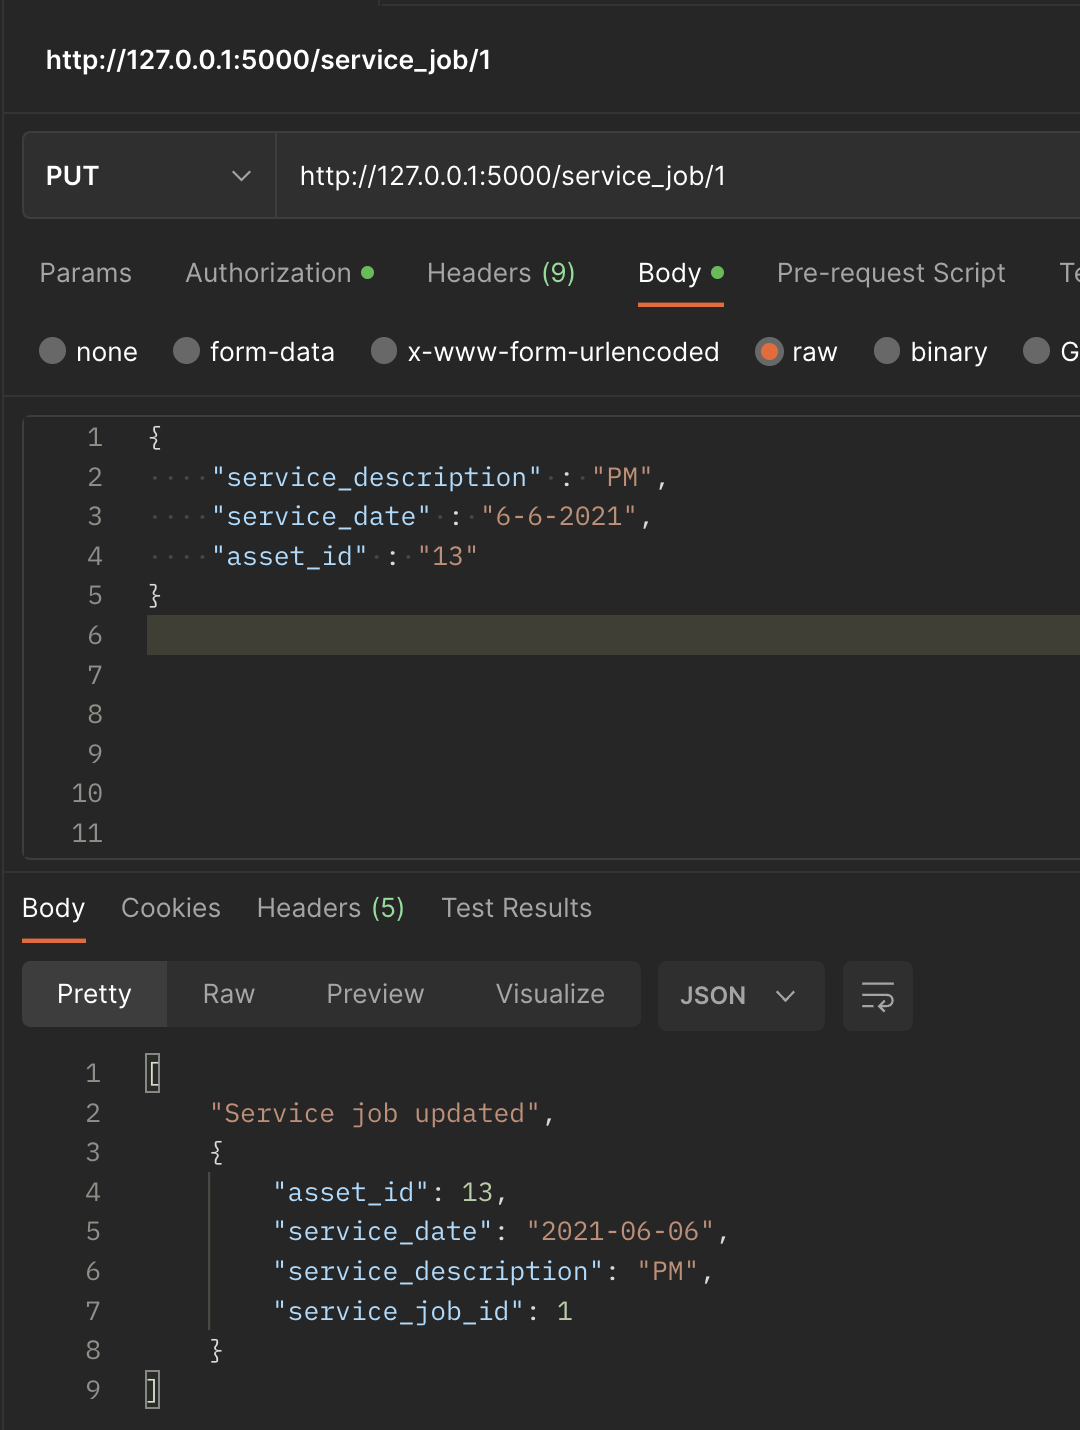 http://127.0.0.1:5000/service_job/1
PUT http://127.0.0.1:5000/service_job/1
Params Authorization Headers (9) Body Pre-request Script
none form-data x-www-form-urlencoded raw binary
1 {
2 "service_description" : "PM",
3 "service_date" : "6-6-2021",
4 "asset_id" : "13"
5 }
6
7
8
9
10
11
Body Cookies Headers (5) Test Results
Pretty Raw Preview Visualize JSON
1 [
2 "Service job updated",
3 {
4 "asset_id": 13,
5 "service_date": "2021-06-06",
6 "service_description": "PM",
7 "service_job_id": 1
8 }
9 ]